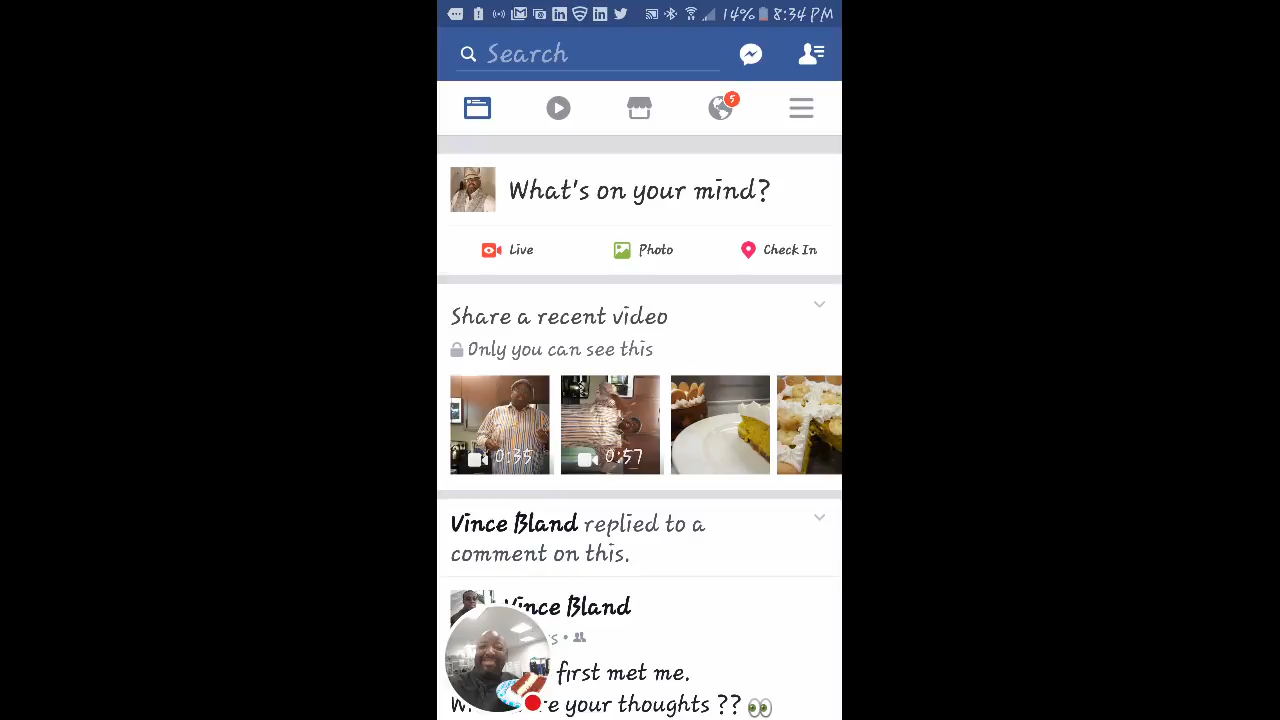 14% 8:34 PM
Search
5
What's on your mind?
Live Photo Check In
Share a recent video
Only you can see this
0:35 0:57
Vince Bland replied to a
comment on this.
Vince Bland
first met me.
your thoughts ??